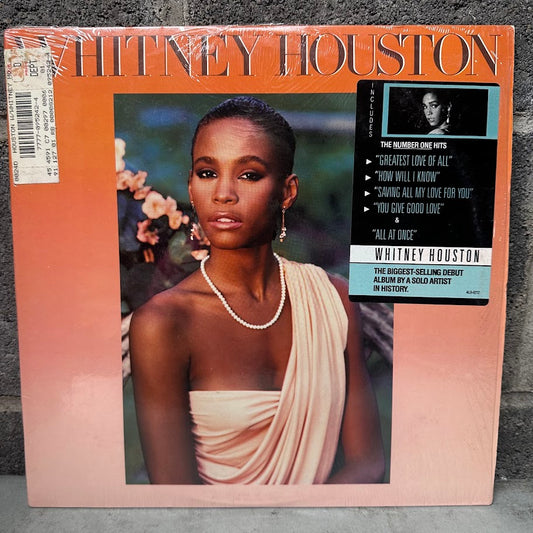 WHITNEY HOUSTON
DEPT
INCLUDES
THE NUMBER ONE HITS
"GREATEST LOVE OF ALL"
"HOW WILL I KNOW"
"SAVING ALL MY LOVE FOR YOU"
"YOU GIVE GOOD LOVE"
&
"ALL AT ONCE"
WHITNEY HOUSTON
THE BIGGEST-SELLING DEBUT
ALBUM BY A SOLO ARTIST
IN HISTORY.